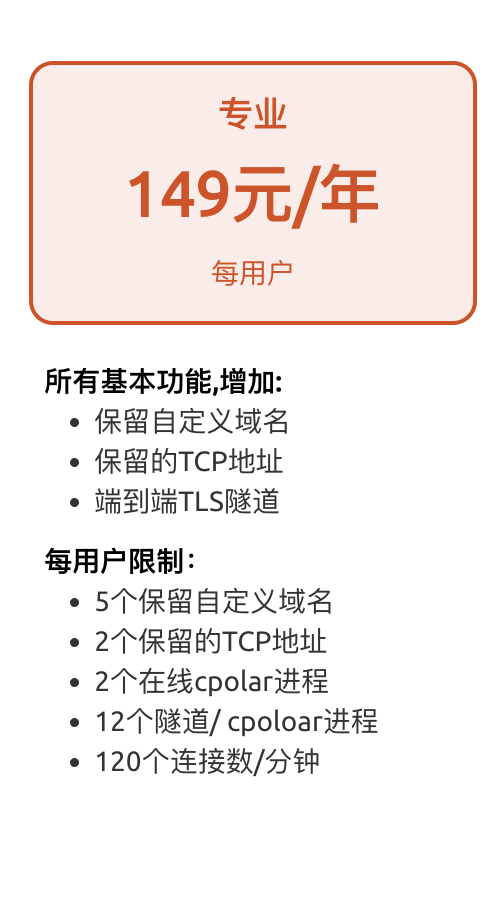 专业
149元/年
每用户
所有基本功能,增加:
• 保留自定义域名
• 保留的TCP地址
• 端到端TLS隧道
每用户限制：
• 5个保留自定义域名
• 2个保留的TCP地址
• 2个在线cpolar进程
• 12个隧道/ cpoloar进程
• 120个连接数/分钟